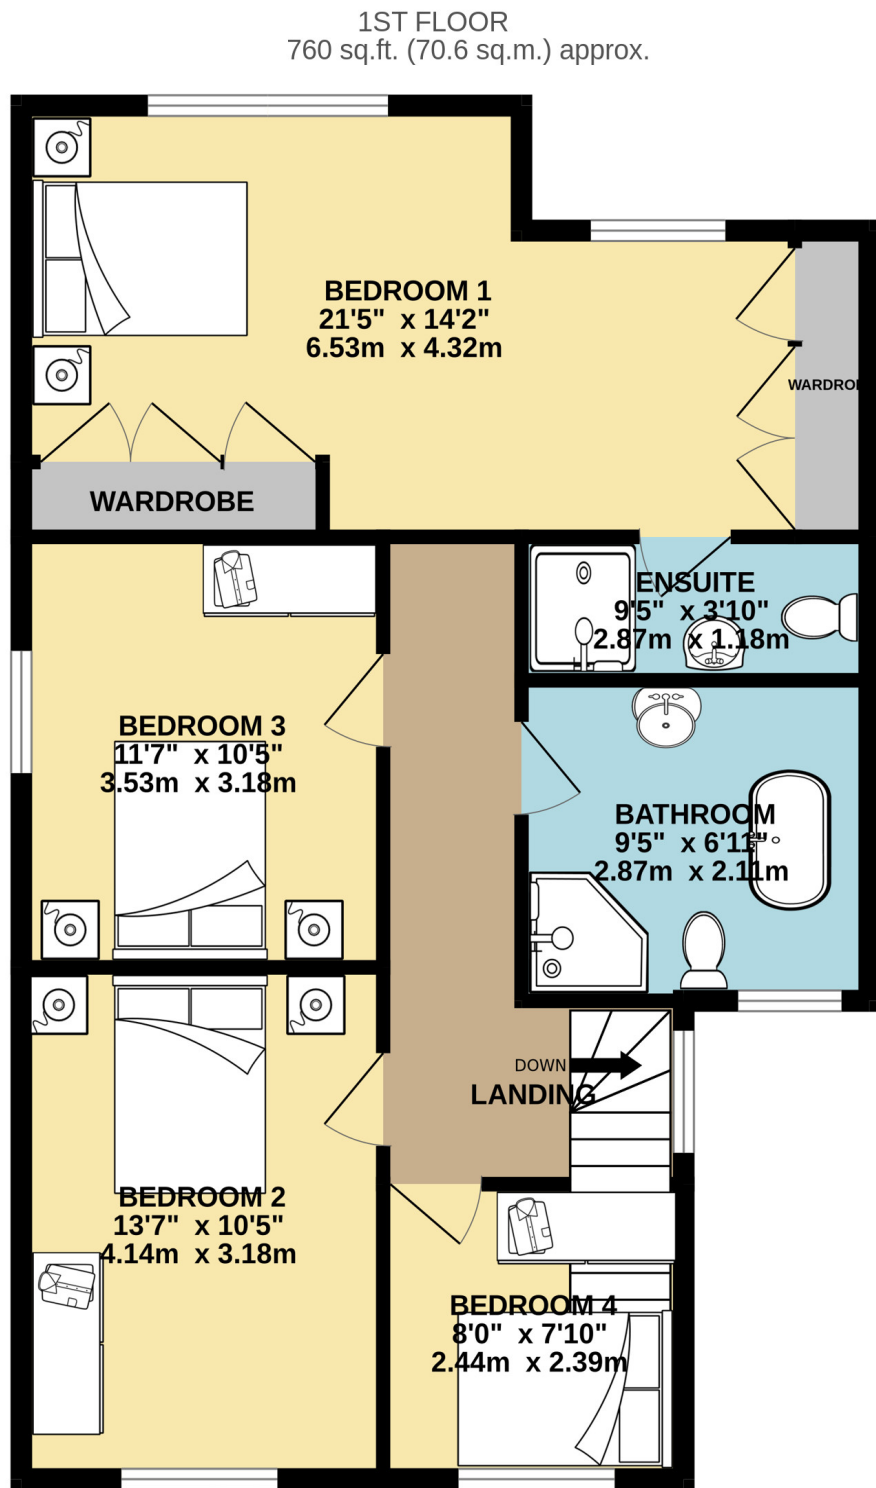 1ST FLOOR
760 sq.ft. (70.6 sq.m.) approx.
BEDROOM 1
21'5" x 14'2"
6.53m x 4.32m
WARDROBE
ENSUITE
9'5" x 3'10"
2.87m x 1.18m
BEDROOM 3
11'7" x 10'5"
3.53m x 3.18m
BATHROOM
9'5" x 6'11"
2.87m x 2.11m
DOWN
LANDING
BEDROOM 2
13'7" x 10'5"
4.14m x 3.18m
BEDROOM 4
8'0" x 7'10"
2.44m x 2.39m